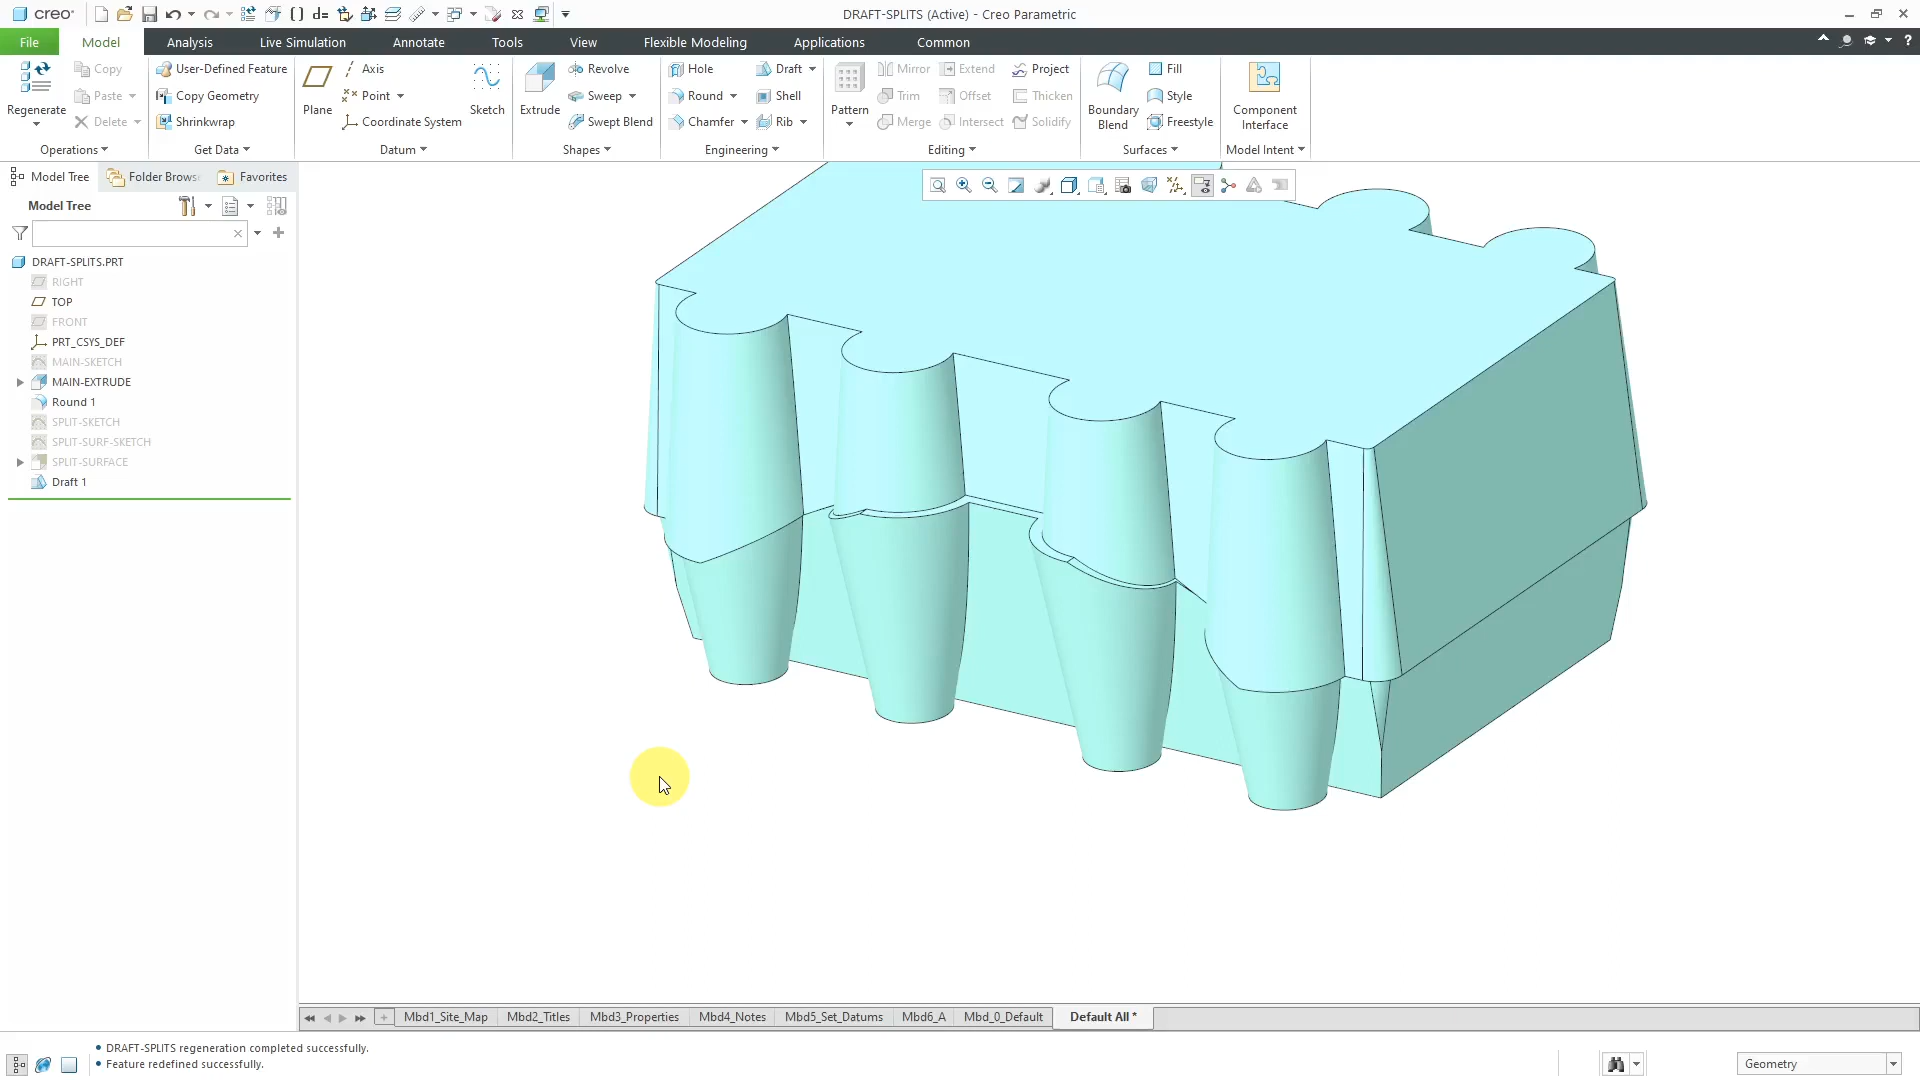 creo
DRAFT-SPLITS (Active) - Creo Parametric
File
Model
Analysis
Live Simulation
Annotate
Tools
View
Flexible Modeling
Applications
Common
Regenerate
Copy
Paste
Delete
Operations
User-Defined Feature
Copy Geometry
Shrinkwrap
Get Data
Plane
Axis
Point
Coordinate System
Sketch
Datum
Extrude
Revolve
Sweep
Swept Blend
Shapes
Hole
Round
Chamfer
Draft
Shell
Rib
Engineering
Pattern
Mirror
Trim
Merge
Extend
Offset
Intersect
Project
Thicken
Solidify
Editing
Boundary
Blend
Fill
Style
Freestyle
Surfaces
Component
Interface
Model Intent
Model Tree
Folder Brows
Favorites
Model Tree
DRAFT-SPLITS.PRT
RIGHT
TOP
FRONT
PRT_CSYS_DEF
MAIN-SKETCH
MAIN-EXTRUDE
Round 1
SPLIT-SKETCH
SPLIT-SURF-SKETCH
SPLIT-SURFACE
Draft 1
Mbd1_Site_Map
Mbd2_Titles
Mbd3_Properties
Mbd4_Notes
Mbd5_Set_Datums
Mbd6_A
Mbd_0_Default
Default All *
• DRAFT-SPLITS regeneration completed successfully.
• Feature redefined successfully.
Geometry